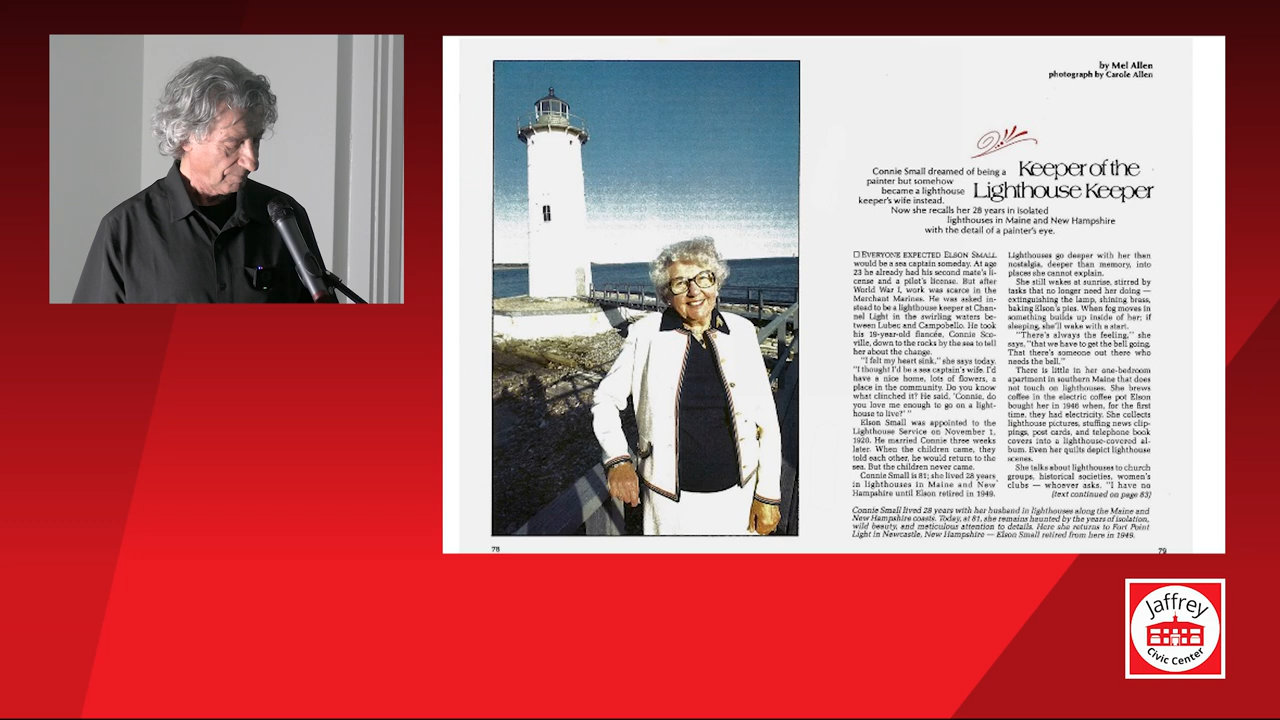 by Mel Allen
photograph by Carole Allen
Keeper of the
Lighthouse Keeper
Connie Small dreamed of being a
painter but somehow
became a lighthouse
keeper's wife instead.
Now she recalls her 28 years in isolated
lighthouses in Maine and New Hampshire
with the detail of a painter's eye.
□ EVERYONE EXPECTED ELSON SMALL
would be a sea captain someday. At age
23 he already had his second mate's li-
cense and a pilot's license. But after
World War I, work was scarce in the
Merchant Marines. He was asked in-
stead to be a lighthouse keeper at Chan-
nel Light in the swirling waters be-
tween Lubec and Campobello. He took
his 19-year-old fiancée, Connie Sco-
ville, down to the rocks by the sea to tell
her about the change.
"I felt my heart sink," she says today.
"I thought I'd be a sea captain's wife. I'd
have a nice home, lots of flowers, a
place in the community. Do you know
what clinched it? He said, 'Connie, do
you love me enough to go on a light-
house to live?' "
Elson Small was appointed to the
Lighthouse Service on November 1,
1920. He married Connie three weeks
later. When the children came, they
told each other, he would return to the
sea. But the children never came.
Connie Small is 81; she lived 28 years
in lighthouses in Maine and New
Hampshire until Elson retired in 1949.
Lighthouses go deeper with her than
nostalgia, deeper than memory, into
places she cannot explain.
She still wakes at sunrise, stirred by
tasks that no longer need her doing —
extinguishing the lamp, shining brass,
baking Elson's pies. When fog moves in
something builds up inside of her; if
sleeping, she'll wake with a start.
"There's always the feeling," she
says, "that we have to get the bell going.
That there's someone out there who
needs the bell."
There is little in her one-bedroom
apartment in southern Maine that does
not touch on lighthouses. She brews
coffee in the electric coffee pot Elson
bought her in 1946 when, for the first
time, they had electricity. She collects
lighthouse pictures, stuffing news clip-
pings, post cards, and telephone book
covers into a lighthouse-covered al-
bum. Even her quilts depict lighthouse
scenes.
She talks about lighthouses to church
groups, historical societies, women's
clubs — whoever asks. "I have no
(text continued on page 83)
Connie Small lived 28 years with her husband in lighthouses along the Maine and
New Hampshire coasts. Today, at 81, she remains haunted by the years of isolation,
wild beauty, and meticulous attention to details. Here she returns to Fort Point
Light in Newcastle, New Hampshire — Elson Small retired from here in 1949.
78
79
Jaffrey
Civic Center